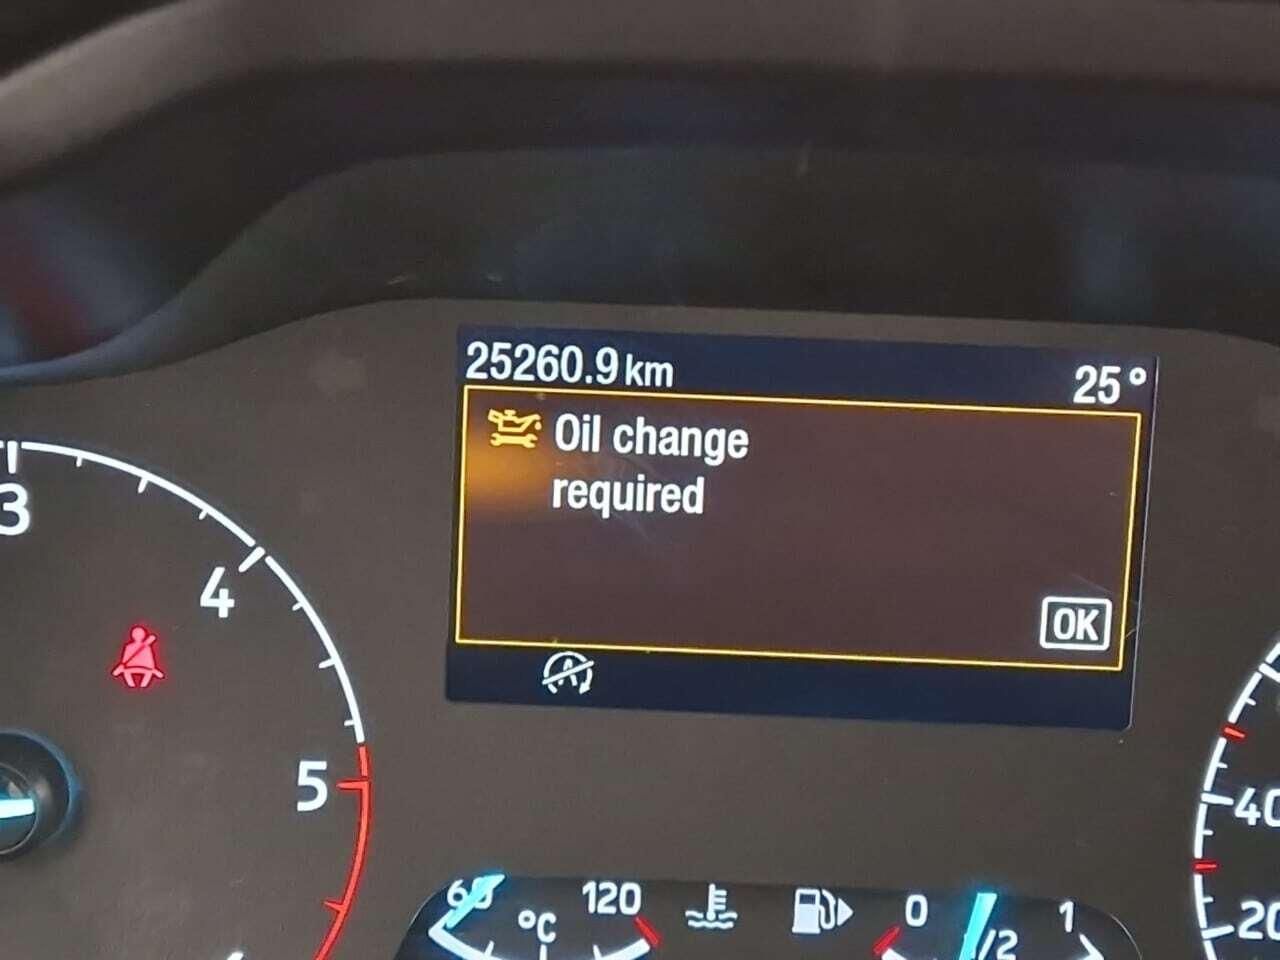 25260.9 km 25°
Oil change
required
OK
3
4
5
60 °C 120
0 1/2 1
40
20